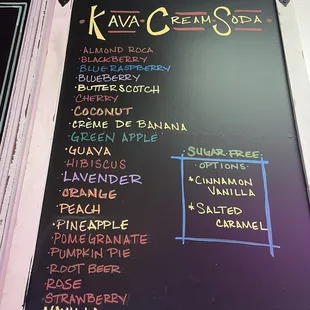 KAVA CREAM SODA
·ALMOND ROCA
·BLACKBERRY
·BLUE RASPBERRY
·BLUEBERRY
·BUTTERSCOTCH
·CHERRY
·COCONUT
·CRÈME DE BANANA
·GREEN APPLE
·GUAVA
·HIBISCUS
·LAVENDER
·ORANGE
·PEACH
·PINEAPPLE
·POMEGRANATE
·PUMPKIN PIE
·ROOT BEER
·ROSE
·STRAWBERRY
VANILLA
SUGAR FREE
OPTIONS
*CINNAMON
VANILLA
*SALTED
CARAMEL